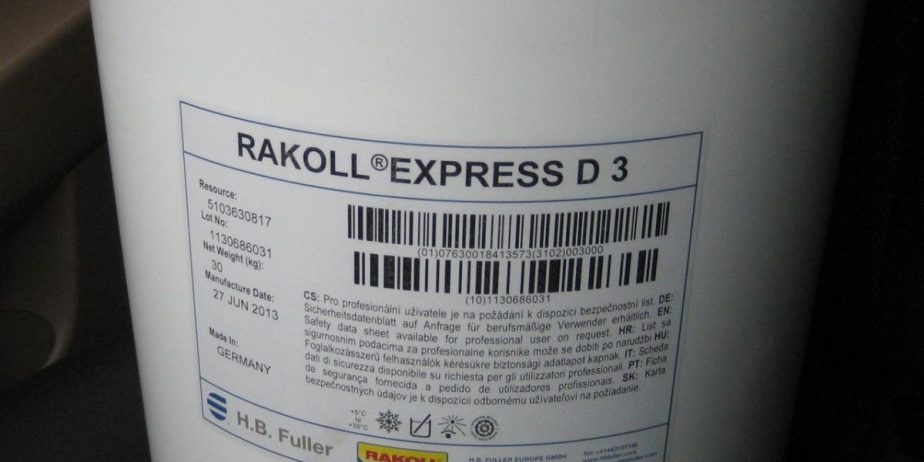 RAKOLL®EXPRESS D 3
Resource:
5103630817
Lot No:
1130686031
Net Weight (kg):
30
Manufacture Date:
27 JUN 2013
Made In:
GERMANY
(01)07630018413573(3102)003000
(10)1130686031
CS: Pro profesionální uživatele je na požádání k dispozici bezpečnostní list. DE:
Sicherheitsdatenblatt auf Anfrage für berufsmäßige Verwender erhältlich. EN:
Safety data sheet available for professional user on request. HR: List sa
sigurnosnim podacima za profesionalne korisnike može se dobiti po narudžbi HU:
Foglalkozásszerű felhasználók kérésükre biztonsági adatlapot kapnak. IT: Scheda
dati di sicurezza disponibile su richiesta per gli utilizzatori professionali. PT: Ficha
de segurança fornecida a pedido de utilizadores profissionais. SK: Karta
bezpečnostných údajov je k dispozícii odbornému užívateľovi na požiadanie.
+5°C
to
+35°C
H.B. Fuller
RAKOLL
H.B. FULLER EUROPE GMBH